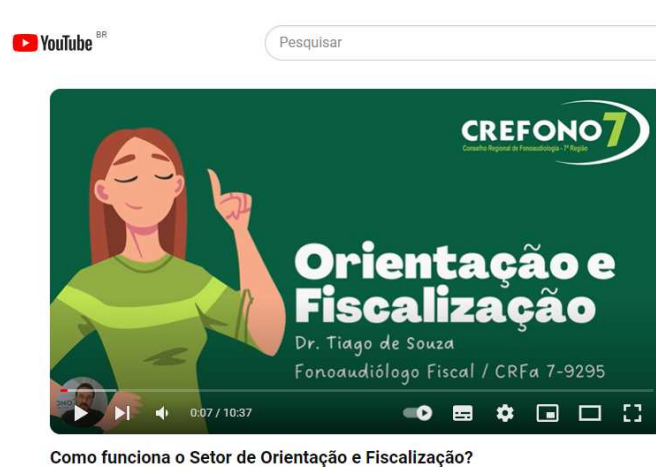 YouTube BR
Pesquisar
CREFONO7
Conselho Regional de Fonoaudiologia - 7ª Região
Orientação e
Fiscalização
Dr. Tiago de Souza
Fonoaudiólogo Fiscal / CRFa 7-9295
0:07 / 10:37
Como funciona o Setor de Orientação e Fiscalização?